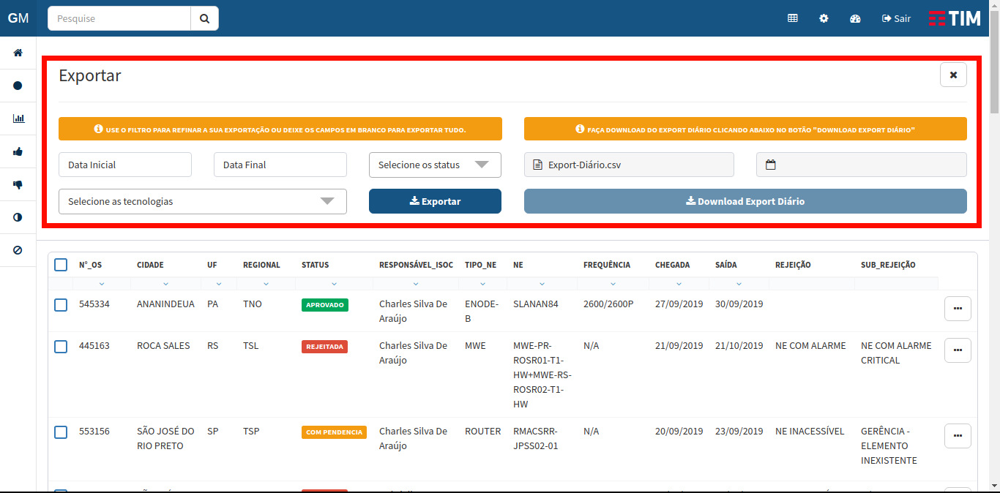 GM
Pesquise
Sair
TIM
Exportar
USE O FILTRO PARA REFINAR A SUA EXPORTAÇÃO OU DEIXE OS CAMPOS EM BRANCO PARA EXPORTAR TUDO.
FAÇA DOWNLOAD DO EXPORT DIÁRIO CLICANDO ABAIXO NO BOTÃO "DOWNLOAD EXPORT DIÁRIO"
Data Inicial
Data Final
Selecione os status
Export-Diário.csv
Selecione as tecnologias
Exportar
Download Export Diário
N°_OS CIDADE UF REGIONAL STATUS RESPONSÁVEL_ISOC TIPO_NE NE FREQUÊNCIA CHEGADA SAÍDA REJEIÇÃO SUB_REJEIÇÃO
545334 ANANINDEUA PA TNO APROVADO Charles Silva De ENODE- SLANAN84 2600/2600P 27/09/2019 30/09/2019
Araújo B
445163 ROCA SALES RS TSL REJEITADA Charles Silva De MWE MWE-PR- N/A 21/09/2019 21/10/2019 NE COM ALARME NE COM ALARME
Araújo ROSR01-T1- CRITICAL
HW+MWE-RS-
ROSR02-T1-
HW
553156 SÃO JOSÉ DO SP TSP COM PENDENCIA Charles Silva De ROUTER RMACSRR- N/A 20/09/2019 23/09/2019 NE INACESSÍVEL GERÊNCIA -
RIO PRETO Araújo JPSS02-01 ELEMENTO
INEXISTENTE